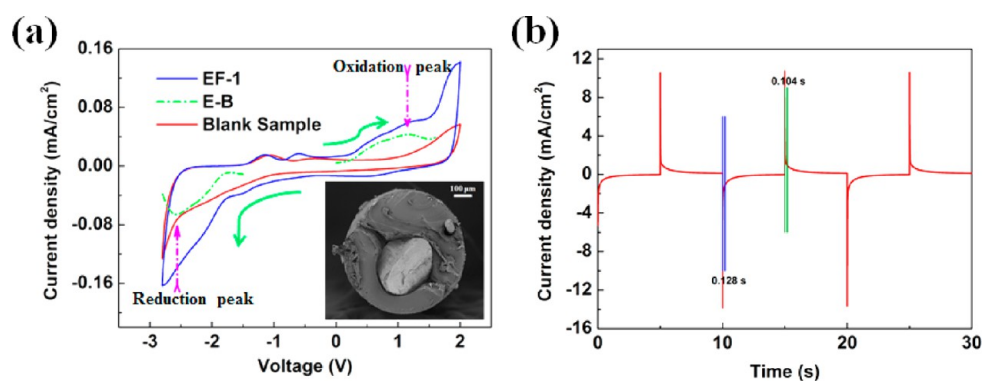 (a)
(b)
0.16
0.08
0.00
-0.08
-0.16
Current density (mA/cm²)
EF-1
E-B
Blank Sample
Oxidation peak
Reduction peak
100 µm
-3
-2
-1
0
1
2
Voltage (V)
12
8
4
0
-4
-8
-12
-16
Current density (mA/cm²)
0.104 s
0.128 s
0
10
20
30
Time (s)